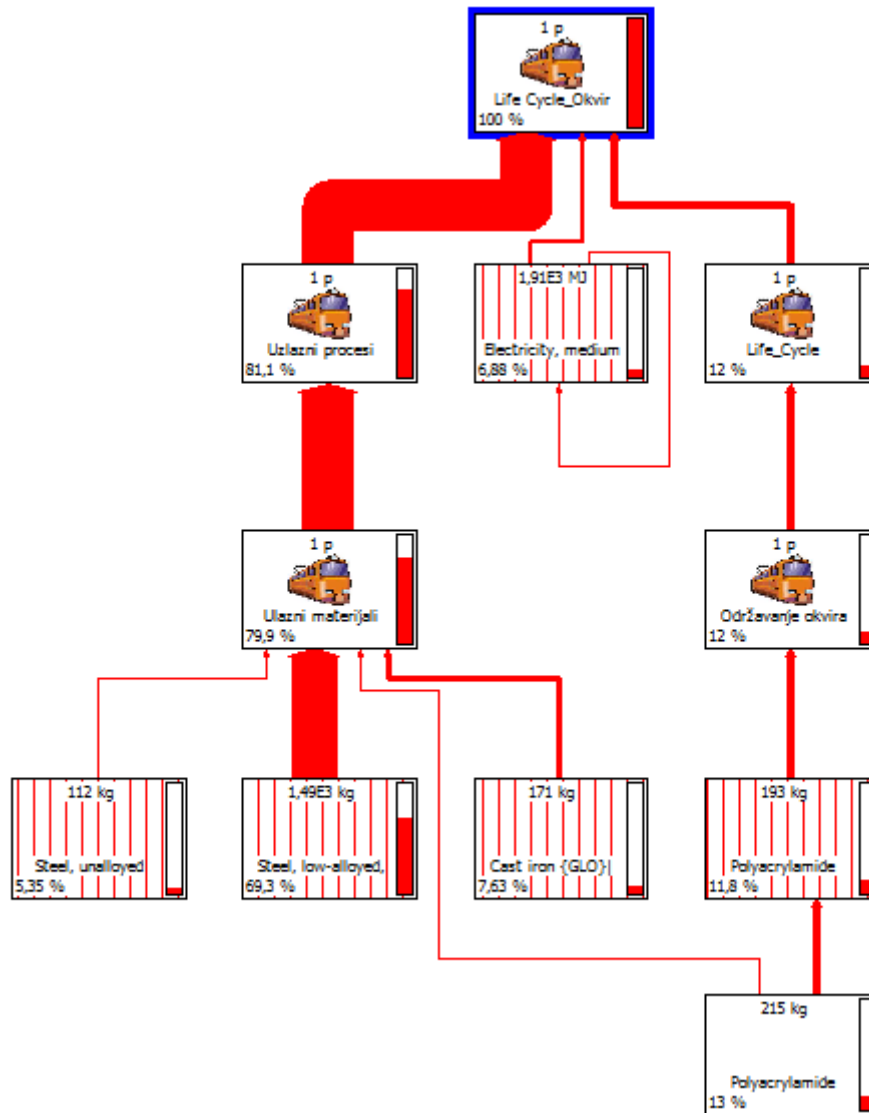 1 p
Life Cycle_Okvir
100 %
1 p
Uzlazni procesi
81,1 %
1,91E3 MJ
Electricity, medium
6,88 %
1 p
Life_Cycle
12 %
1 p
Ulazni materijali
79,9 %
1 p
Održavanje okvira
12 %
112 kg
Steel, unalloyed
5,35 %
1,49E3 kg
Steel, low-alloyed,
69,3 %
171 kg
Cast iron {GLO}|
7,63 %
193 kg
Polyacrylamide
11,8 %
215 kg
Polyacrylamide
13 %